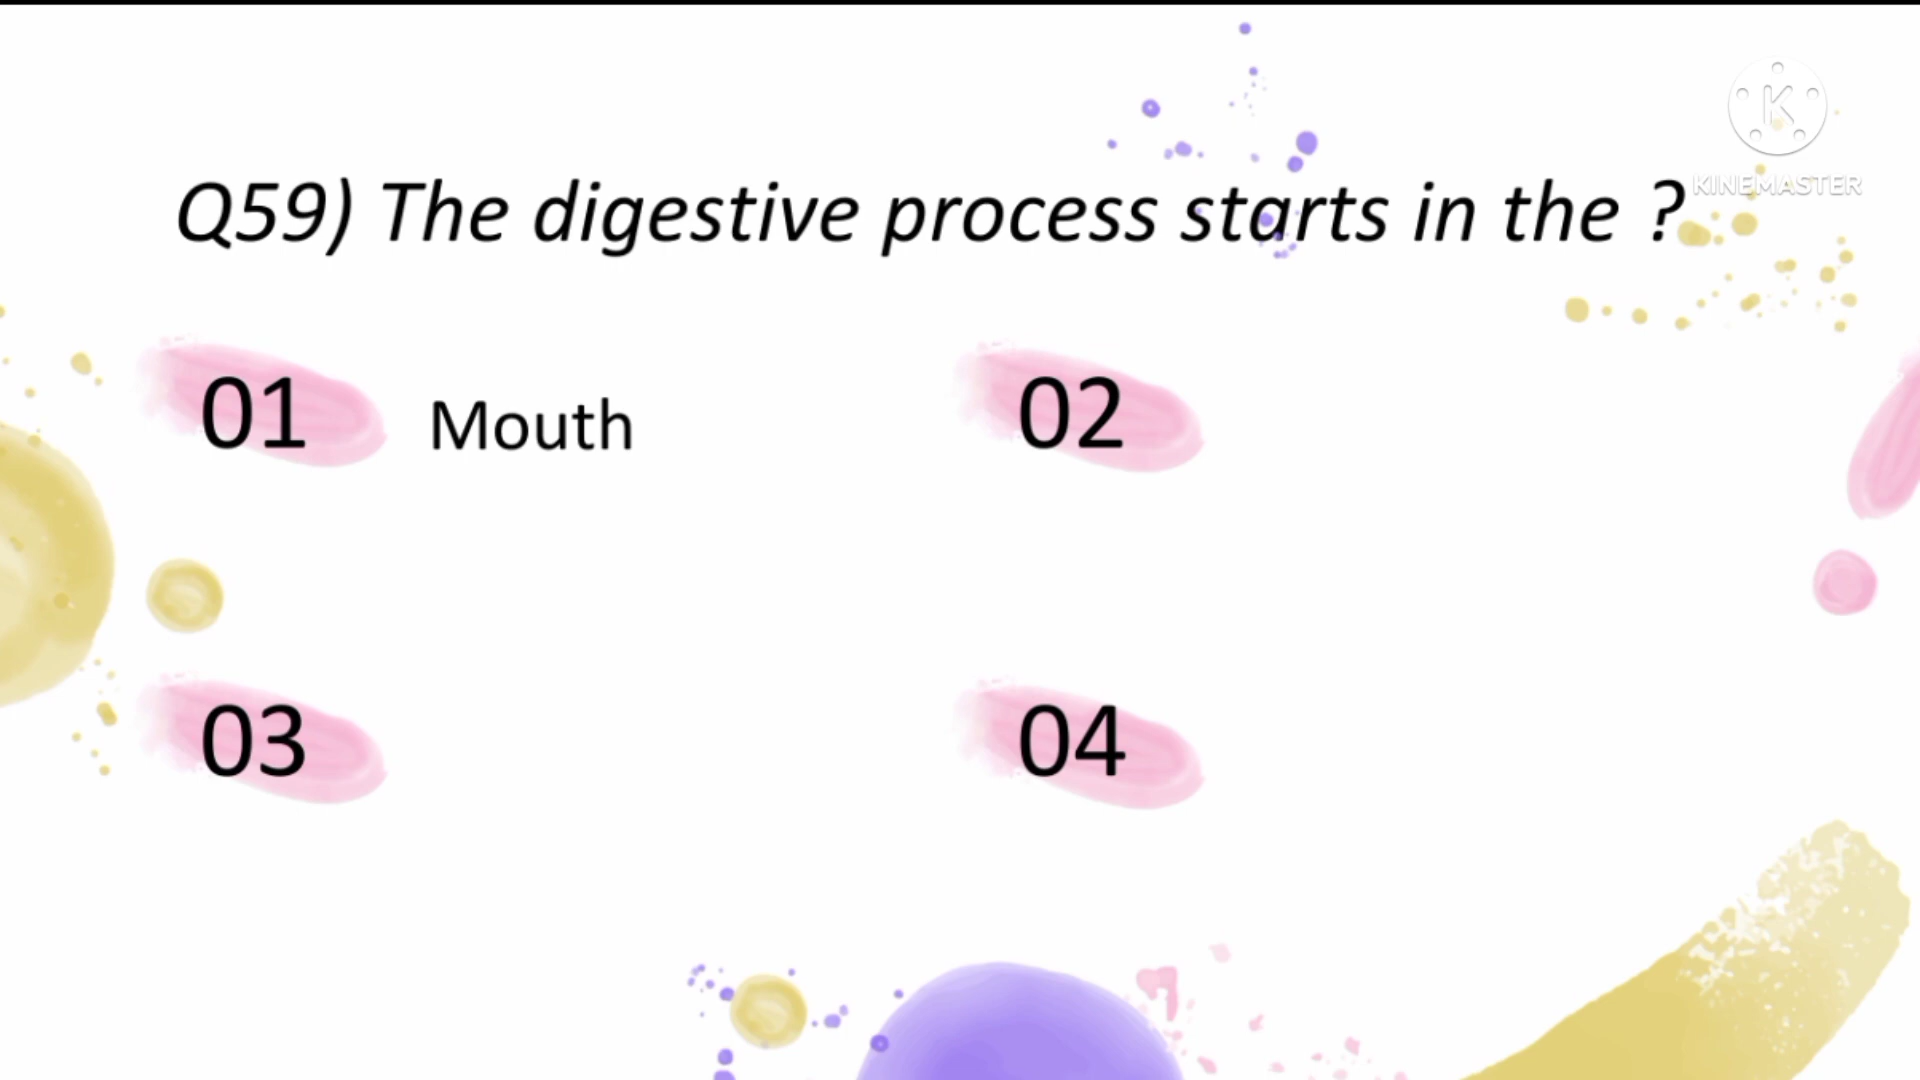 KINEMASTER
Q59) The digestive process starts in the ?
01 Mouth
02
03
04